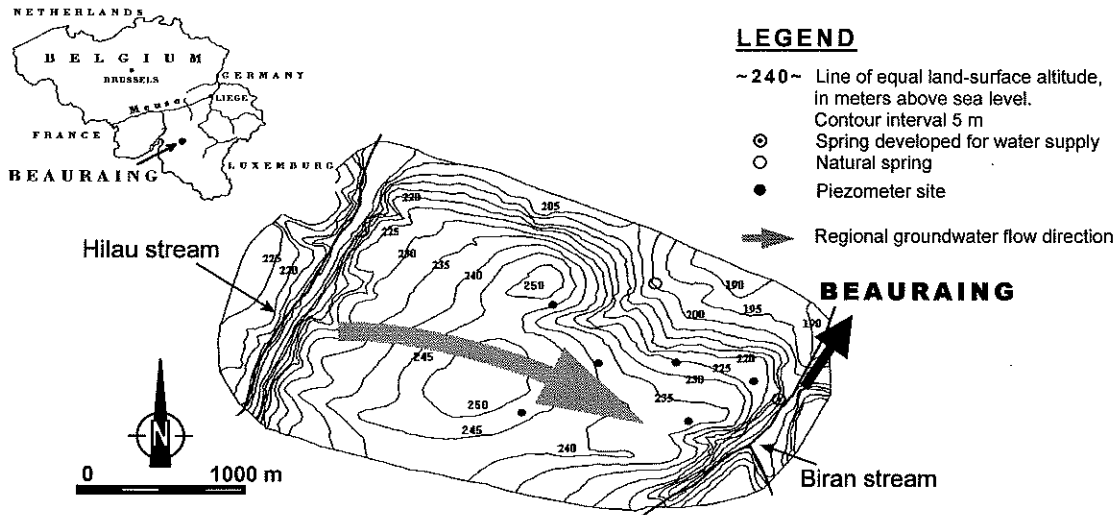 NETHERLANDS
BELGIUM
BRUSSELS
GERMANY
Meuse
LIEGE
FRANCE
LUXEMBURG
BEAURAING
LEGEND
~240~ Line of equal land-surface altitude,
in meters above sea level.
Contour interval 5 m
Spring developed for water supply
Natural spring
Piezometer site
Regional groundwater flow direction
Hilau stream
BEAURAING
Biran stream
220
225
230
235
240
250
205
225
220
190
195
200
190
220
225
230
235
245
250
245
240
N
0 1000 m